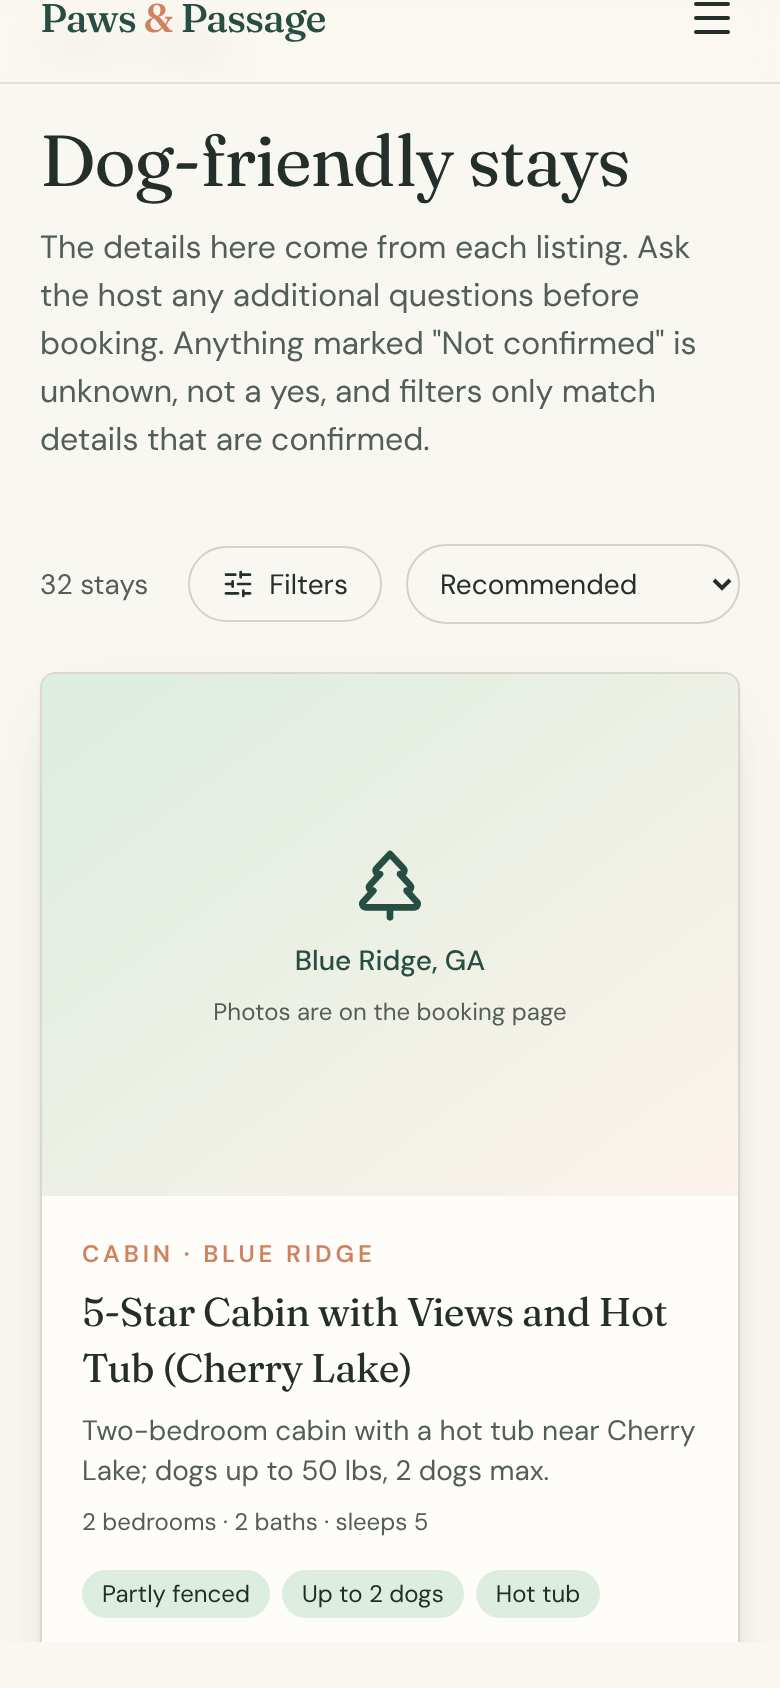 Paws & Passage
Dog-friendly stays
The details here come from each listing. Ask
the host any additional questions before
booking. Anything marked "Not confirmed" is
unknown, not a yes, and filters only match
details that are confirmed.
32 stays
Filters
Recommended
Blue Ridge, GA
Photos are on the booking page
CABIN · BLUE RIDGE
5-Star Cabin with Views and Hot
Tub (Cherry Lake)
Two-bedroom cabin with a hot tub near Cherry
Lake; dogs up to 50 lbs, 2 dogs max.
2 bedrooms · 2 baths · sleeps 5
Partly fenced
Up to 2 dogs
Hot tub